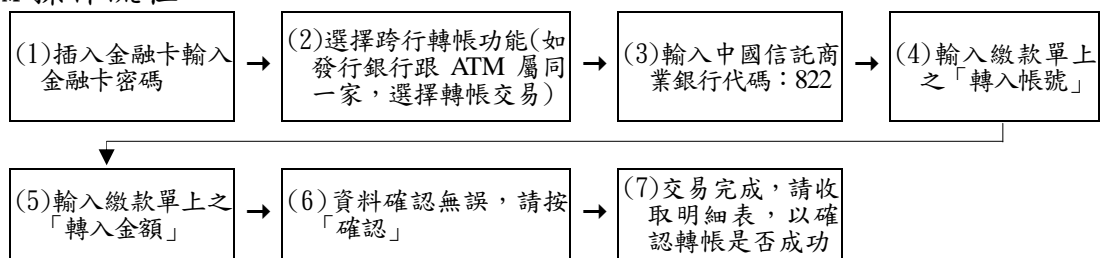 (1)插入金融卡輸入
金融卡密碼
→
(2)選擇跨行轉帳功能(如
發行銀行跟 ATM 屬同
一家，選擇轉帳交易)
→
(3)輸入中國信託商
業銀行代碼：822
→
(4)輸入繳款單上
之「轉入帳號」
(5)輸入繳款單上之
「轉入金額」
→
(6)資料確認無誤，請按
「確認」
→
(7)交易完成，請收
取明細表，以確
認轉帳是否成功